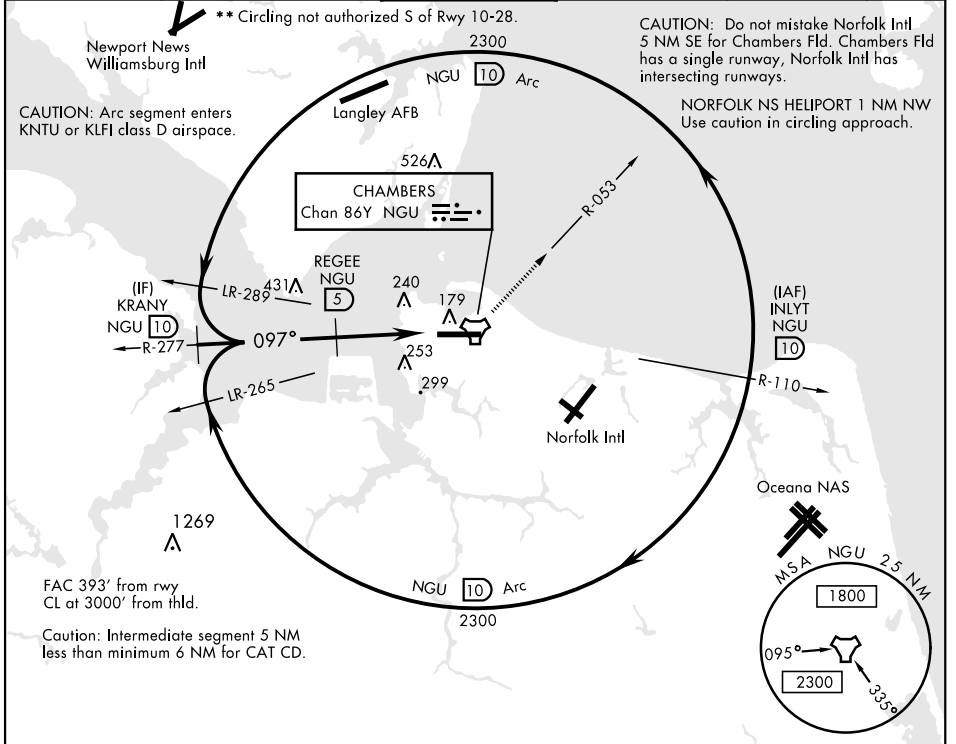 ** Circling not authorized S of Rwy 10-28.
Newport News
Williamsburg Intl
CAUTION: Do not mistake Norfolk Intl
5 NM SE for Chambers Fld. Chambers Fld
has a single runway, Norfolk Intl has
intersecting runways.
NORFOLK NS HELIPORT 1 NM NW
Use caution in circling approach.
2300
NGU 10 Arc
Langley AFB
CAUTION: Arc segment enters
KNTU or KLFI class D airspace.
526
CHAMBERS
Chan 86Y NGU
R-053
REGEE
NGU
5
LR-289
431
240
179
(IF)
KRANY
NGU 10
R-277
097°
(IAF)
INLYT
NGU
10
R-110
253
299
LR-265
Norfolk Intl
Oceana NAS
1269
FAC 393' from rwy
CL at 3000' from thld.
Caution: Intermediate segment 5 NM
less than minimum 6 NM for CAT CD.
NGU 10 Arc
2300
MSA NGU 25 NM
1800
095°
2300
335°